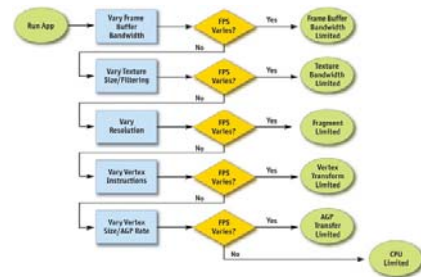 Run App
Vary Frame
Buffer
Bandwidth
FPS
Varies?
Yes
Frame Buffer
Bandwidth
Limited
No
Vary Texture
Size/Filtering
FPS
Varies?
Yes
Texture
Bandwidth
Limited
No
Vary
Resolution
FPS
Varies?
Yes
Fragment
Limited
No
Vary Vertex
Instructions
FPS
Varies?
Yes
Vertex
Transform
Limited
No
Vary Vertex
Size/AGP Rate
FPS
Varies?
Yes
AGP
Transfer
Limited
No
CPU
Limited